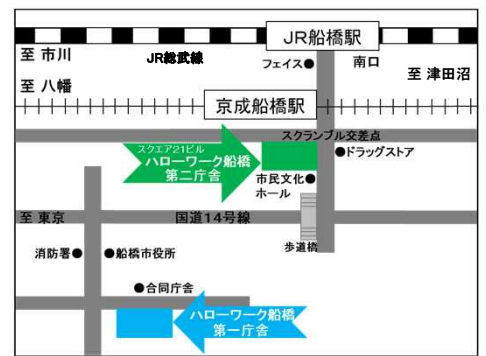 JR船橋駅
至 市川
JR総武線
フェイス●
南口
至 津田沼
至 八幡
京成船橋駅
スクランブル交差点
スクエア21ビル
ハローワーク船橋
第二庁舎
●ドラッグストア
市民文化●
ホール
至 東京
国道14号線
歩道橋
消防署●
●船橋市役所
●合同庁舎
ハローワーク船橋
第一庁舎